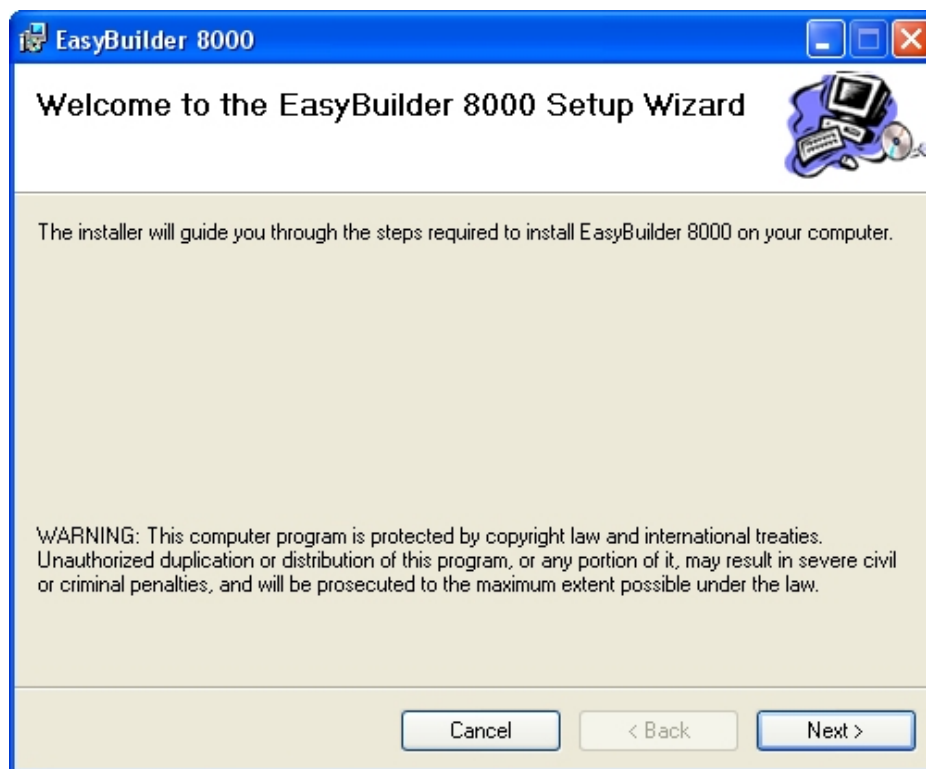 EasyBuilder 8000
Welcome to the EasyBuilder 8000 Setup Wizard
The installer will guide you through the steps required to install EasyBuilder 8000 on your computer.
WARNING: This computer program is protected by copyright law and international treaties.
Unauthorized duplication or distribution of this program, or any portion of it, may result in severe civil
or criminal penalties, and will be prosecuted to the maximum extent possible under the law.
Cancel
< Back
Next >